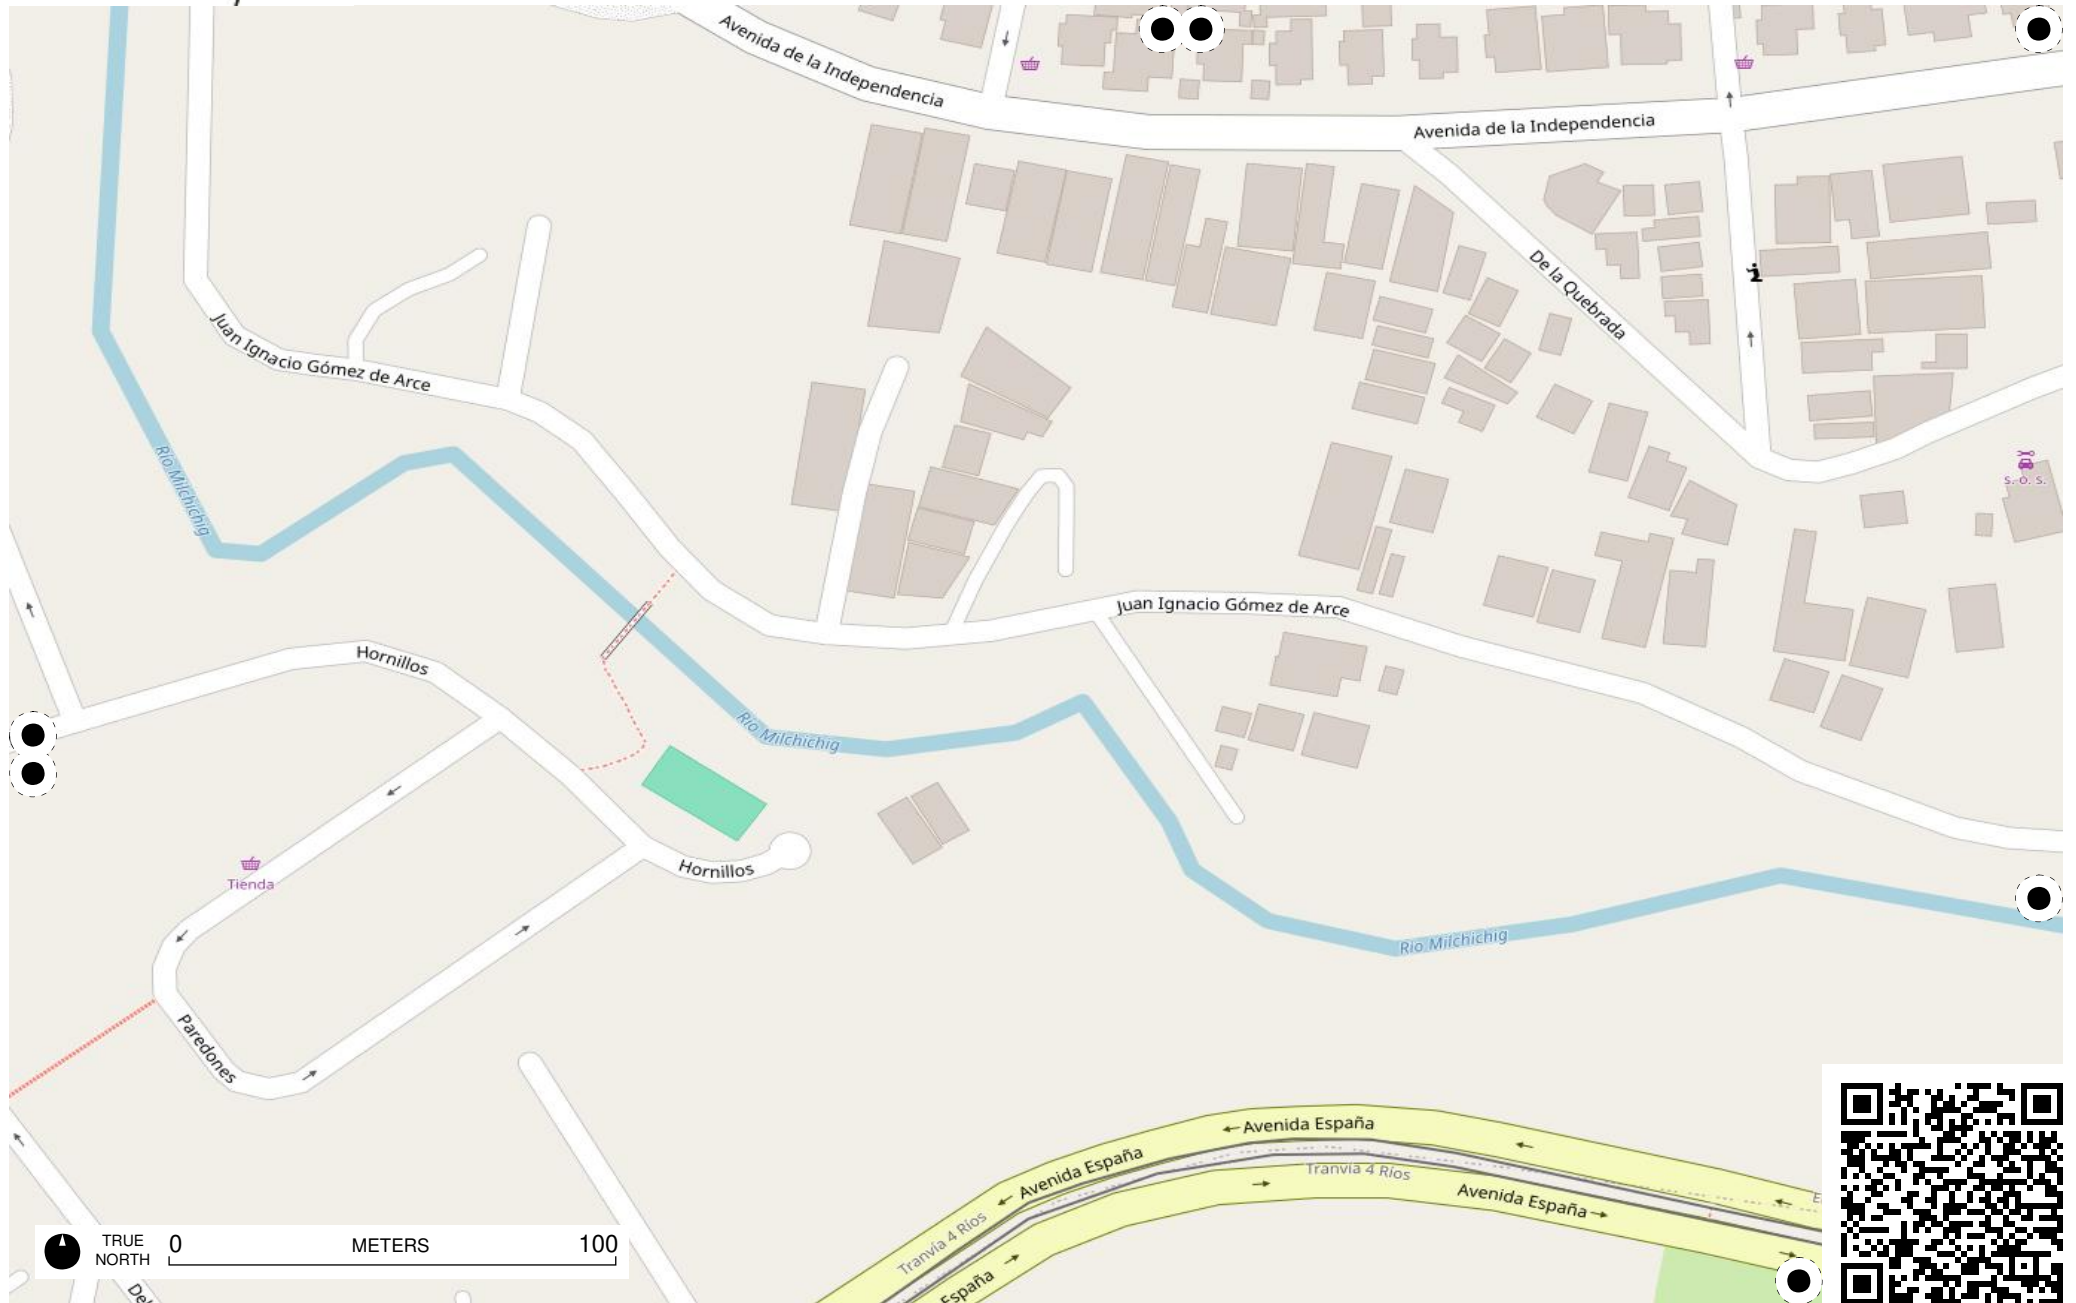 Avenida de la Independencia
Avenida de la Independencia
De la Quebrada
Juan Ignacio Gómez de Arce
Río Milchichig
s. o. s.
Juan Ignacio Gómez de Arce
Hornillos
Río Milchichig
Hornillos
Tienda
Río Milchichig
Paredones
Avenida España
Avenida España
Tranvía 4 Ríos
Avenida España
Tranvía 4 Ríos
España
TRUE NORTH
0 METERS 100